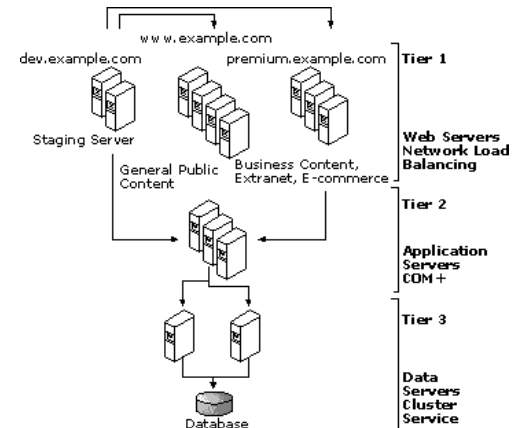 www.example.com
dev.example.com
premium.example.com
Tier 1
Staging Server
Web Servers
Network Load
Balancing
General Public
Content
Business Content,
Extranet, E-commerce
Tier 2
Application
Servers
COM+
Tier 3
Data
Servers
Cluster
Service
Database